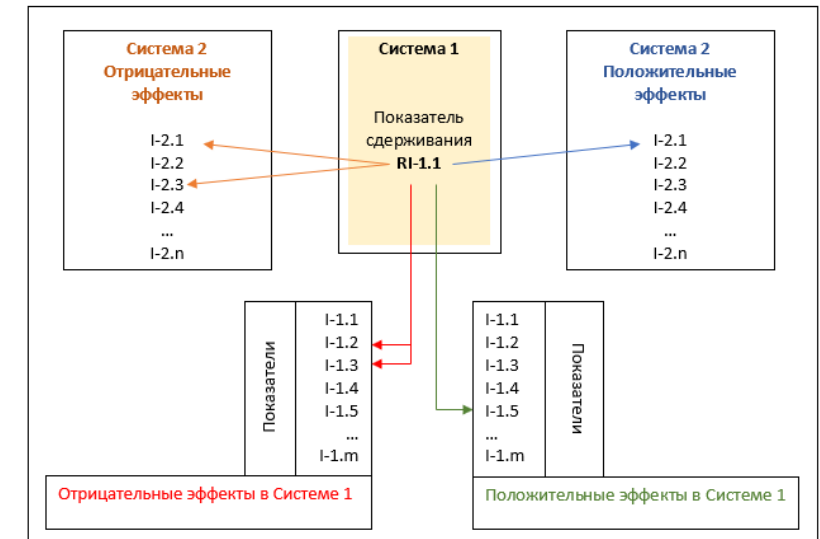 Система 2
Отрицательные
эффекты
I-2.1
I-2.2
I-2.3
I-2.4
...
I-2.n
Система 1
Показатель
сдерживания
RI-1.1
Система 2
Положительные
эффекты
I-2.1
I-2.2
I-2.3
I-2.4
...
I-2.n
Показатели
I-1.1
I-1.2
I-1.3
I-1.4
I-1.5
...
I-1.m
Отрицательные эффекты в Системе 1
I-1.1
I-1.2
I-1.3
I-1.4
I-1.5
...
I-1.m
Показатели
Положительные эффекты в Системе 1